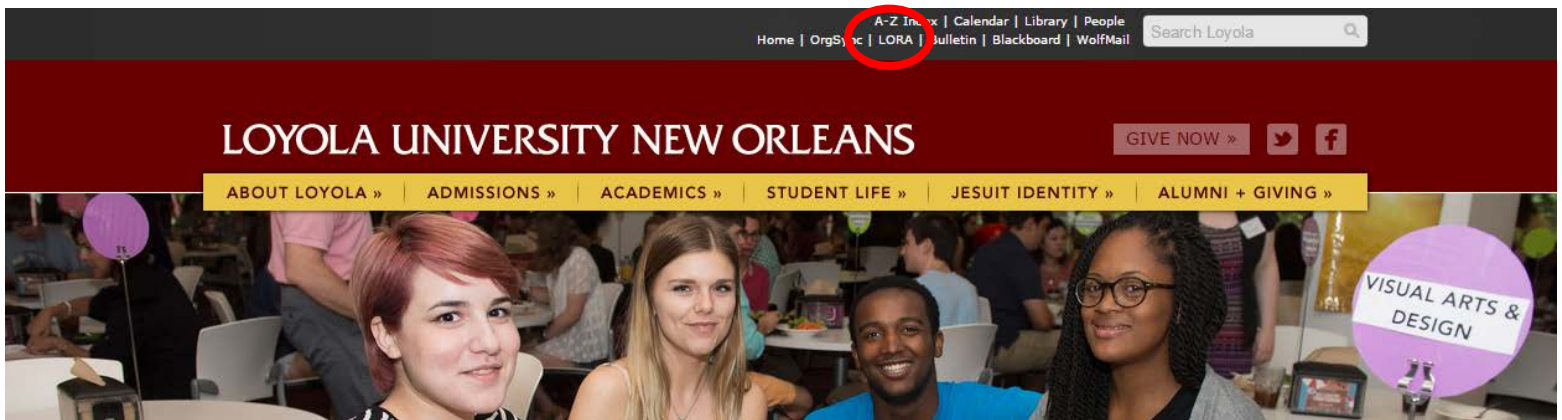 A-Z Index | Calendar | Library | People
Home | OrgSync | LORA | Bulletin | Blackboard | WolfMail
Search Loyola
LOYOLA UNIVERSITY NEW ORLEANS
GIVE NOW »
ABOUT LOYOLA » ADMISSIONS » ACADEMICS » STUDENT LIFE » JESUIT IDENTITY » ALUMNI + GIVING »
VISUAL ARTS &
DESIGN